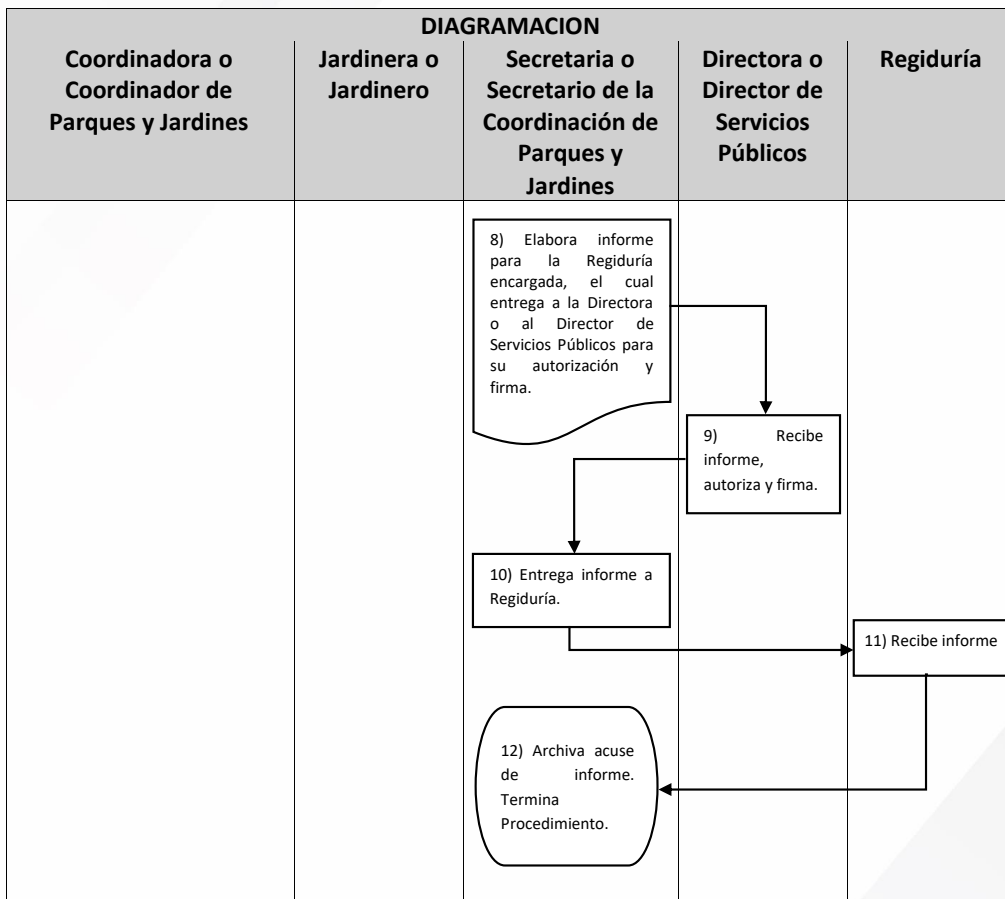 DIAGRAMACION
Coordinadora o
Coordinador de
Parques y Jardines
Jardinera o
Jardinero
Secretaria o
Secretario de la
Coordinación de
Parques y
Jardines
Directora o
Director de
Servicios
Públicos
Regiduría
8) Elabora informe
para la Regiduría
encargada, el cual
entrega a la Directora
o al Director de
Servicios Públicos para
su autorización y
firma.
9) Recibe
informe,
autoriza y firma.
10) Entrega informe a
Regiduría.
11) Recibe informe
12) Archiva acuse
de informe.
Termina
Procedimiento.